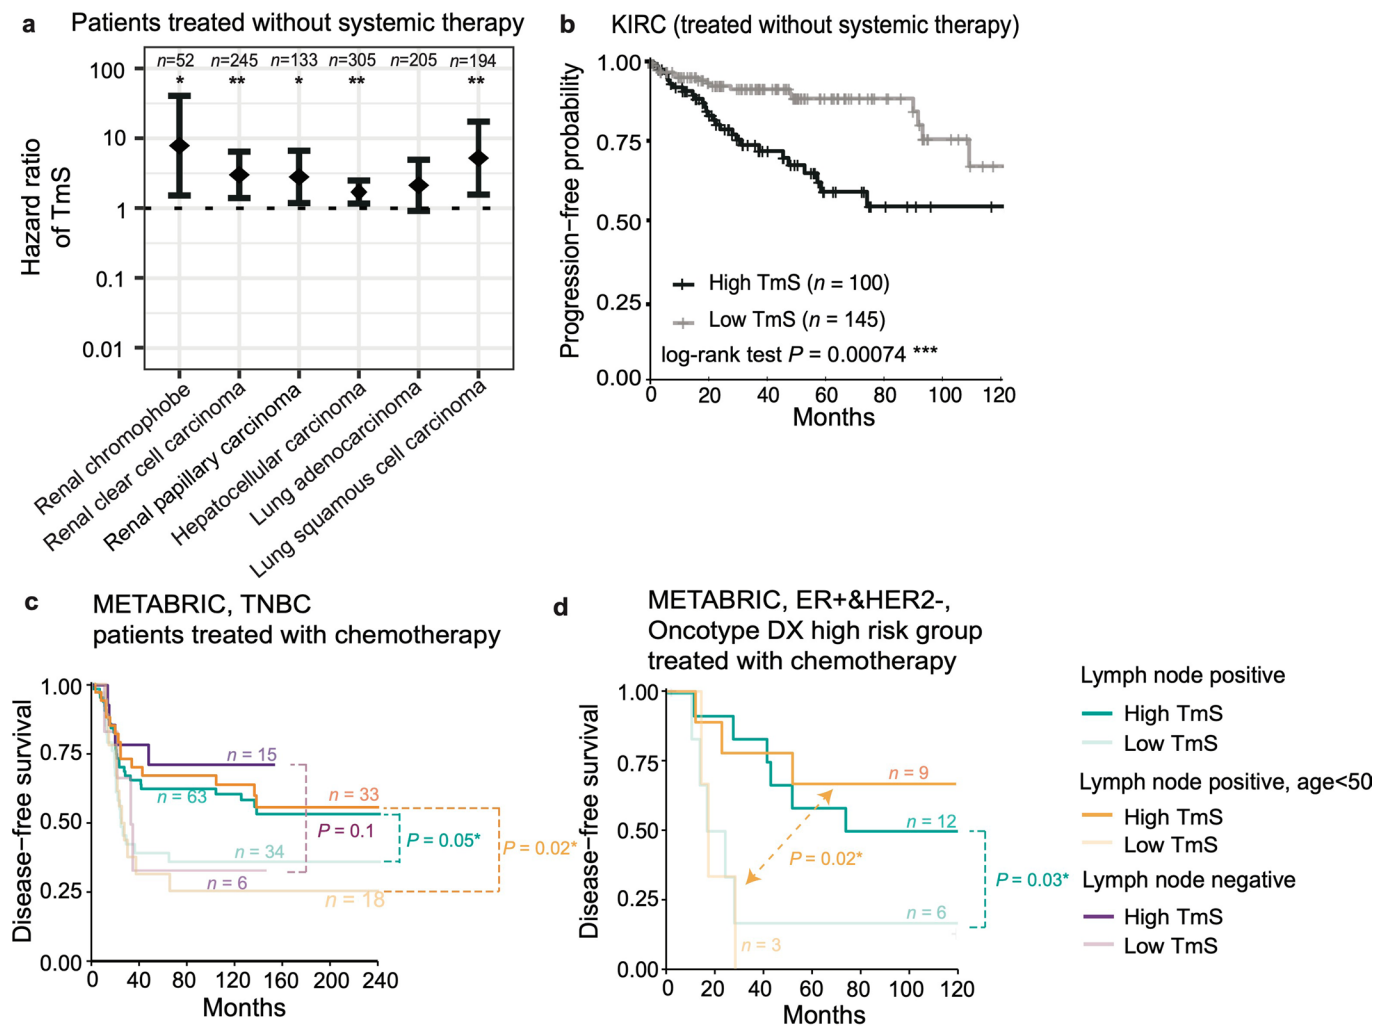 a Patients treated without systemic therapy
n=52 n=245 n=133 n=305 n=205 n=194
* ** * ** **
100
10
1
0.1
0.01
Hazard ratio
of TmS
Renal chromophobe
Renal clear cell carcinoma
Renal papillary carcinoma
Hepatocellular carcinoma
Lung adenocarcinoma
Lung squamous cell carcinoma
b KIRC (treated without systemic therapy)
Progression−free probability
1.00
0.75
0.50
0.25
0.00
High TmS (n = 100)
Low TmS (n = 145)
log-rank test P = 0.00074 ***
0 20 40 60 80 100 120
Months
c METABRIC, TNBC
patients treated with chemotherapy
Disease−free survival
1.00
0.75
0.50
0.25
0.00
n = 15
n = 33
n = 63
P = 0.1
n = 34
n = 6
n = 18
P = 0.05*
P = 0.02*
0 40 80 120 160 200 240
Months
d METABRIC, ER+&HER2-,
Oncotype DX high risk group
treated with chemotherapy
Disease−free survival
1.00
0.75
0.50
0.25
0.00
n = 9
n = 12
P = 0.02*
P = 0.03*
n = 6
n = 3
0 20 40 60 80 100 120
Months
Lymph node positive
High TmS
Low TmS
Lymph node positive, age<50
High TmS
Low TmS
Lymph node negative
High TmS
Low TmS